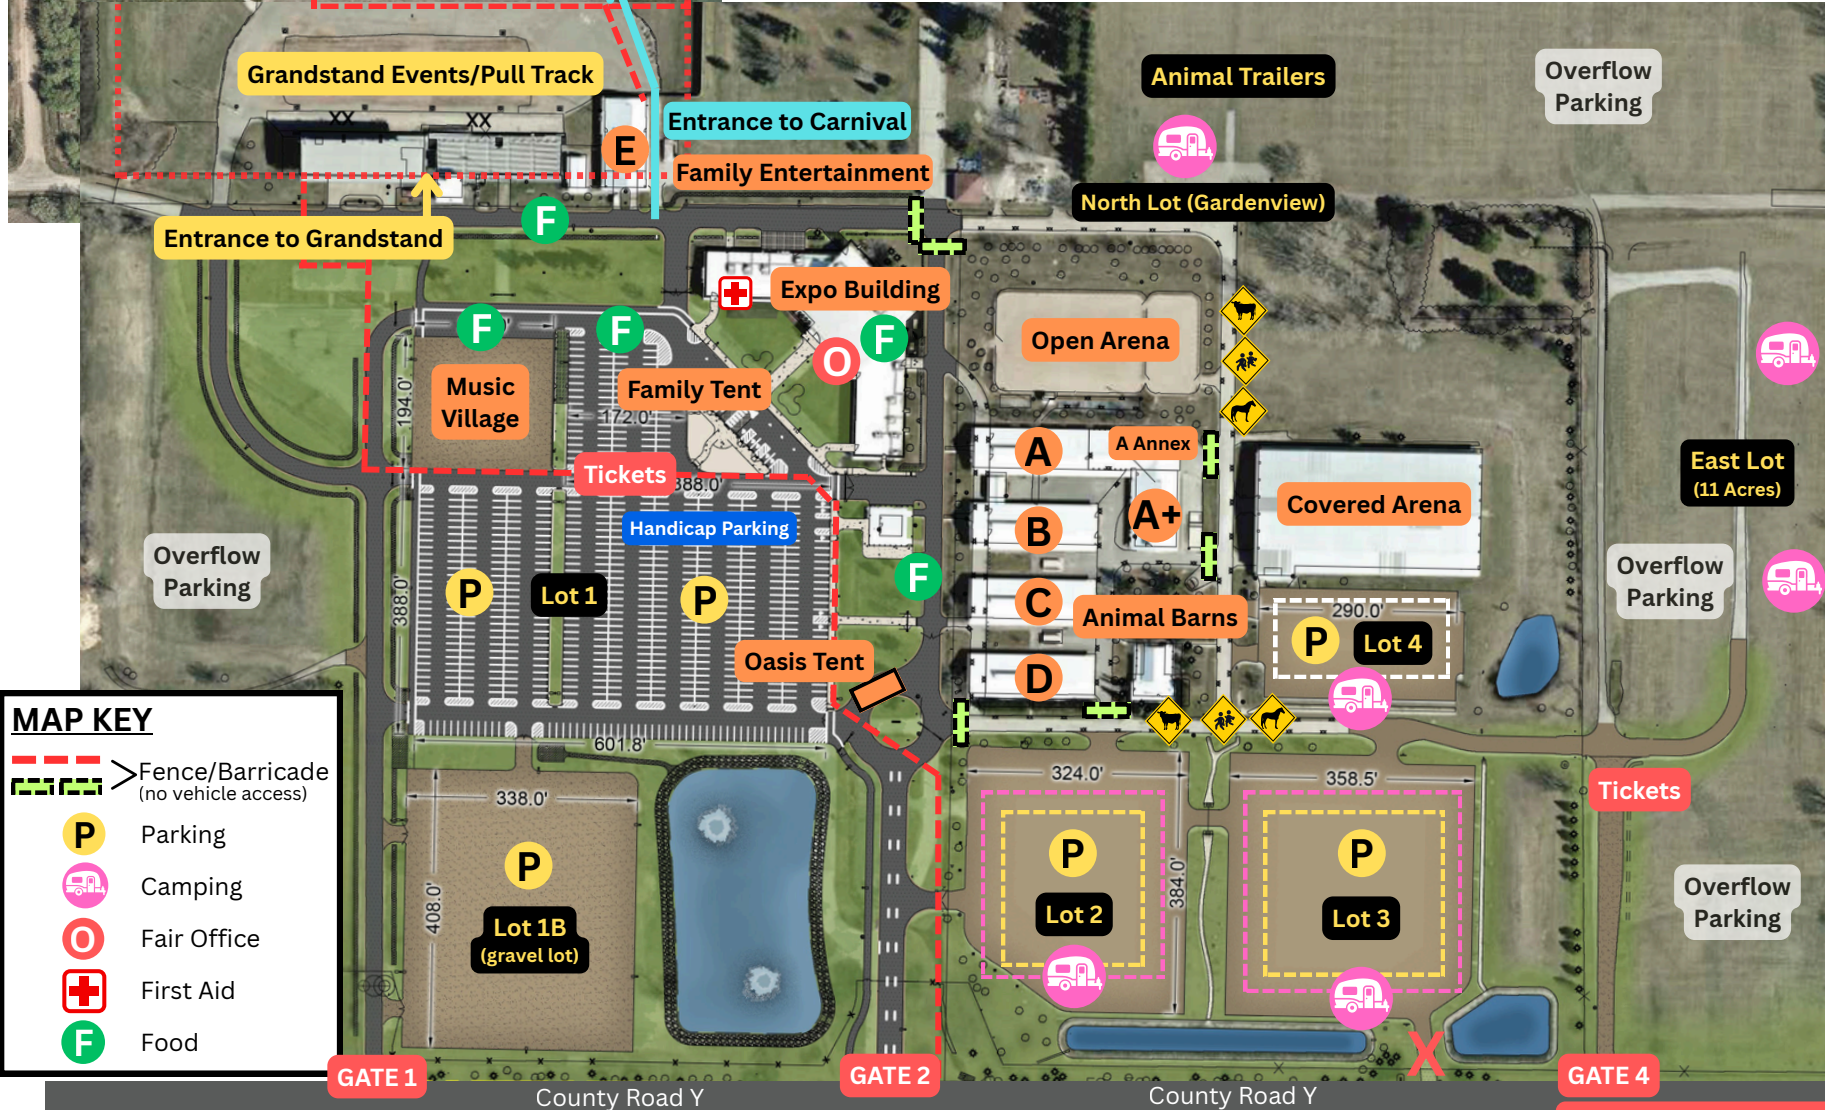 Grandstand Events/Pull Track
XX
XX
E
Entrance to Carnival
Family Entertainment
Animal Trailers
Overflow
Parking
North Lot (Gardenview)
Entrance to Grandstand
F
Expo Building
F
F
F
O
Open Arena
Music
Village
Family Tent
194.0'
172.0'
A
A Annex
Tickets
388.0'
East Lot
(11 Acres)
Covered Arena
A+
B
Handicap Parking
Overflow
Parking
F
Overflow
Parking
388.0'
P
Lot 1
P
C
Animal Barns
290.0'
P
Lot 4
Oasis Tent
D
601.8'
MAP KEY
Fence/Barricade
(no vehicle access)
P
Parking
Camping
O
Fair Office
First Aid
F
Food
338.0'
408.0'
P
Lot 1B
(gravel lot)
324.0'
384.0'
P
Lot 2
358.5'
P
Lot 3
Tickets
Overflow
Parking
X
GATE 1
GATE 2
GATE 4
County Road Y
County Road Y